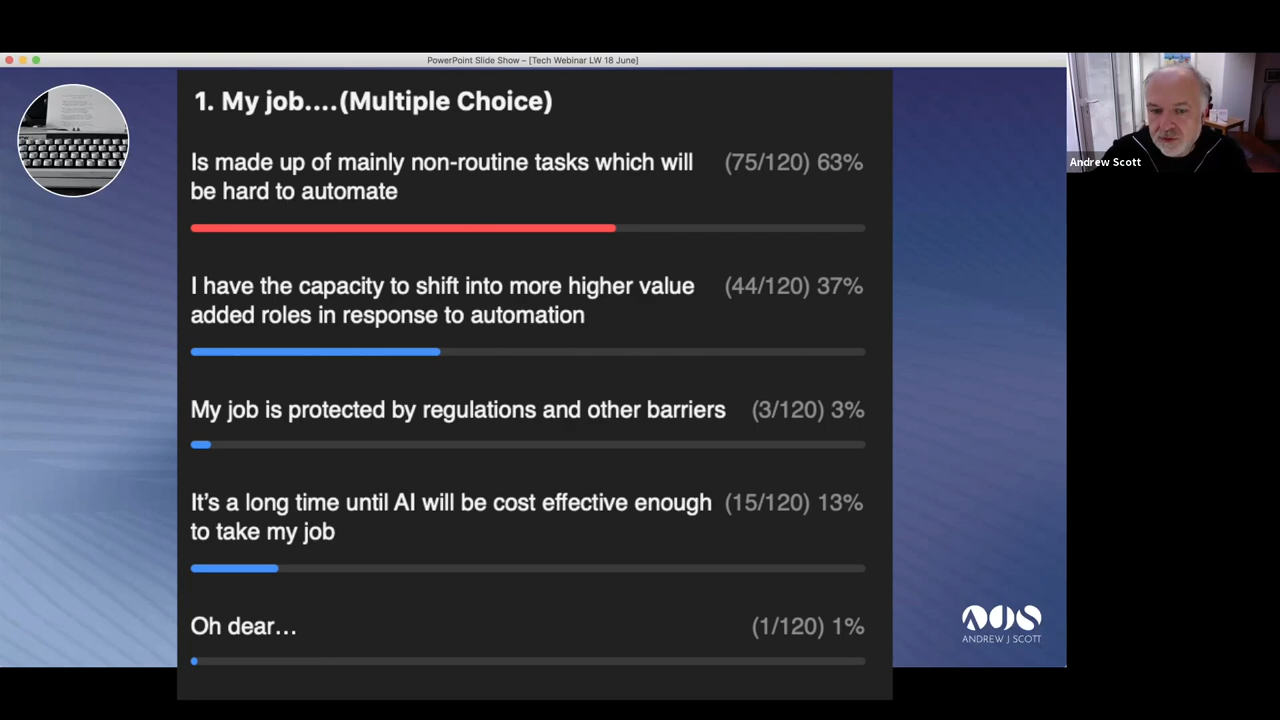 PowerPoint Slide Show – [Tech Webinar LW 18 June]
1. My job....(Multiple Choice)
Is made up of mainly non-routine tasks which will (75/120) 63%
be hard to automate
I have the capacity to shift into more higher value (44/120) 37%
added roles in response to automation
My job is protected by regulations and other barriers (3/120) 3%
It’s a long time until AI will be cost effective enough (15/120) 13%
to take my job
Oh dear… (1/120) 1%
Andrew Scott
AJS
ANDREW J SCOTT